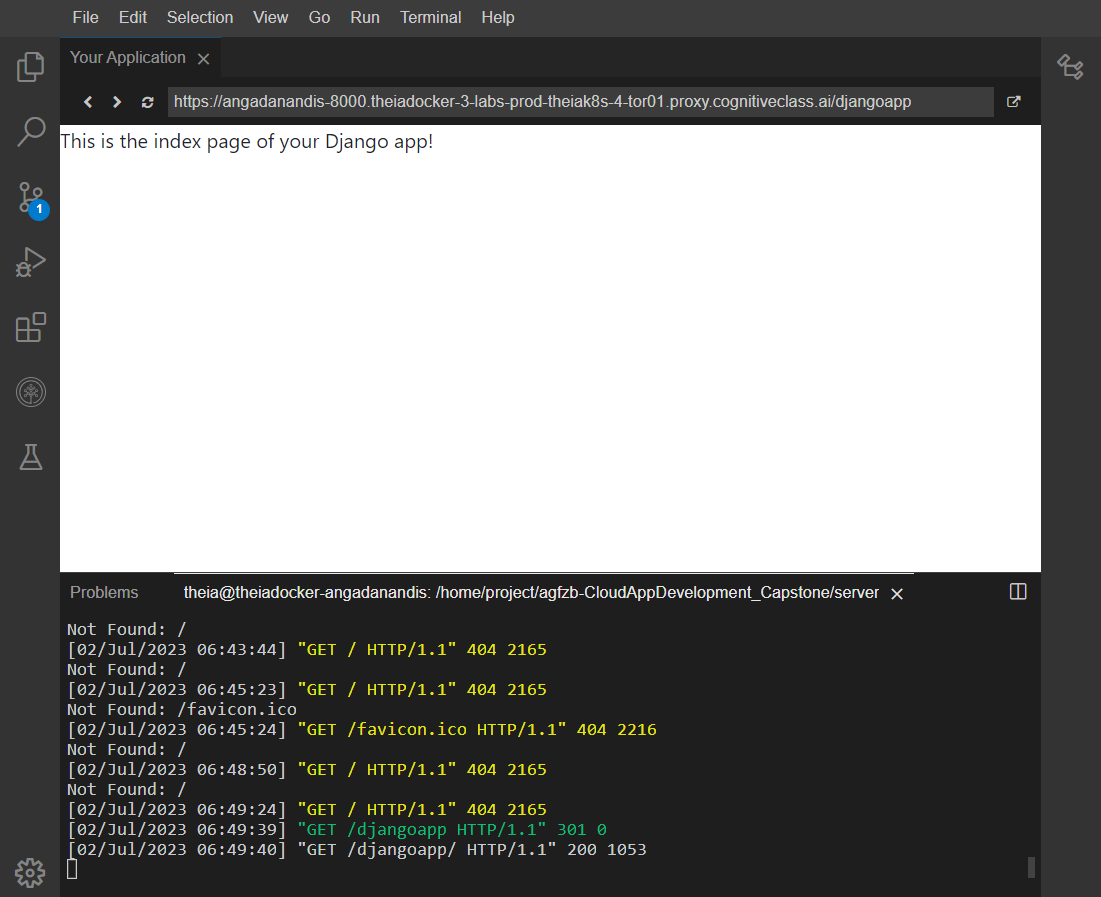 File Edit Selection View Go Run Terminal Help
Your Application
https://angadanandis-8000.theiadocker-3-labs-prod-theiak8s-4-tor01.proxy.cognitiveclass.ai/djangoapp
This is the index page of your Django app!
1
Problems theia@theiadocker-angadanandis: /home/project/agfzb-CloudAppDevelopment_Capstone/server
Not Found: /
[02/Jul/2023 06:43:44] "GET / HTTP/1.1" 404 2165
Not Found: /
[02/Jul/2023 06:45:23] "GET / HTTP/1.1" 404 2165
Not Found: /favicon.ico
[02/Jul/2023 06:45:24] "GET /favicon.ico HTTP/1.1" 404 2216
Not Found: /
[02/Jul/2023 06:48:50] "GET / HTTP/1.1" 404 2165
Not Found: /
[02/Jul/2023 06:49:24] "GET / HTTP/1.1" 404 2165
[02/Jul/2023 06:49:39] "GET /djangoapp HTTP/1.1" 301 0
[02/Jul/2023 06:49:40] "GET /djangoapp/ HTTP/1.1" 200 1053